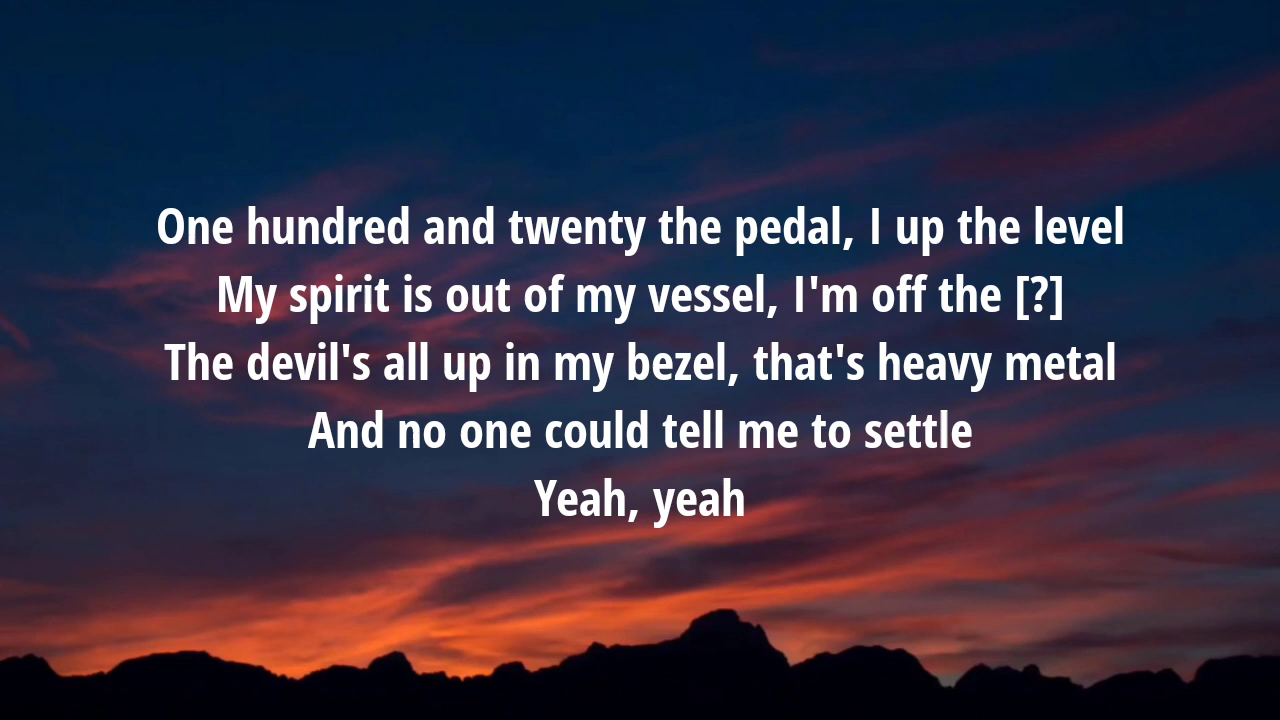 One hundred and twenty the pedal, I up the level
My spirit is out of my vessel, I'm off the [?]
The devil's all up in my bezel, that's heavy metal
And no one could tell me to settle
Yeah, yeah